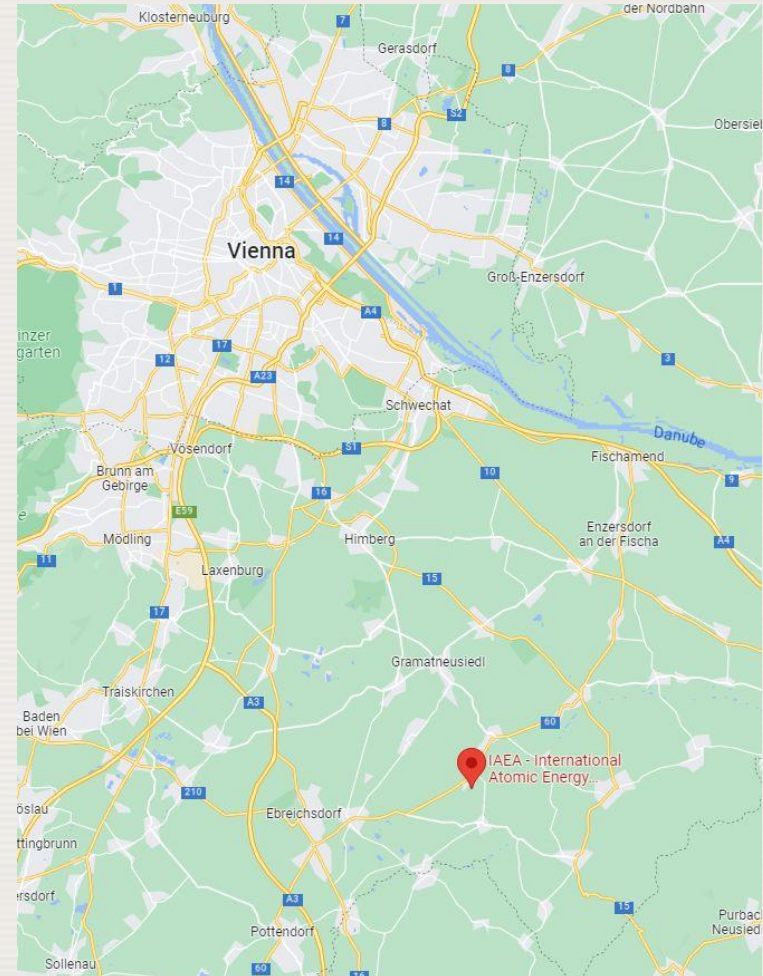 Klosterneuburg
7
der Nordbahn
Gerasdorf
8
S2
8
Obersiel
14
Vienna
14
Groß-Enzersdorf
1
A4
inzer
garten
17
12
3
A23
Schwechat
Danube
Vösendorf
S1
Fischamend
Brunn am
Gebirge
10
9
16
E59
Enzersdorf
an der Fischa
Mödling
Himberg
A4
11
Laxenburg
15
17
Gramatneusiedl
Traiskirchen
A3
Baden
bei Wien
60
IAEA - International
Atomic Energy...
210
öslau
Ebreichsdorf
ttingbrunn
ersdorf
A3
15
Purbac
Neusied
Pottendorf
Sollenau
60
16